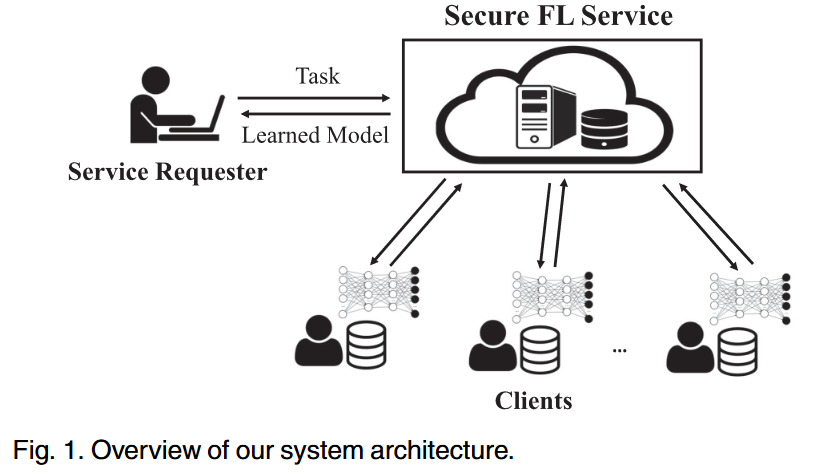 Secure FL Service
Task
Learned Model
Service Requester
...
Clients
Fig. 1. Overview of our system architecture.